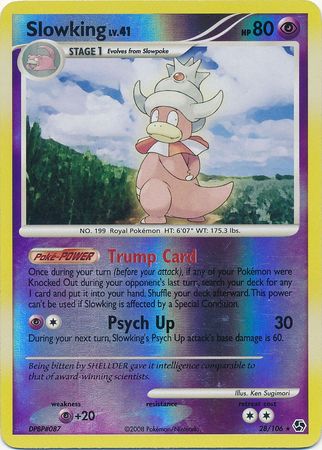 Slowking LV.41 HP 80
STAGE 1 Evolves from Slowpoke
NO. 199 Royal Pokémon HT: 6'07" WT: 175.3 lbs.
Poké-POWER Trump Card
Once during your turn (before your attack), if any of your Pokémon were
Knocked Out during your opponent's last turn, search your deck for any
1 card and put it into your hand. Shuffle your deck afterward. This power
can't be used if Slowking is affected by a Special Condition.
Psych Up 30
During your next turn, Slowking's Psych Up attack's base damage is 60.
Being bitten by SHELLDER gave it intelligence comparable to
that of award-winning scientists.
weakness resistance retreat cost
+20
Illus. Ken Sugimori
DPBP#087 ©2008 Pokémon/Nintendo. 28/106